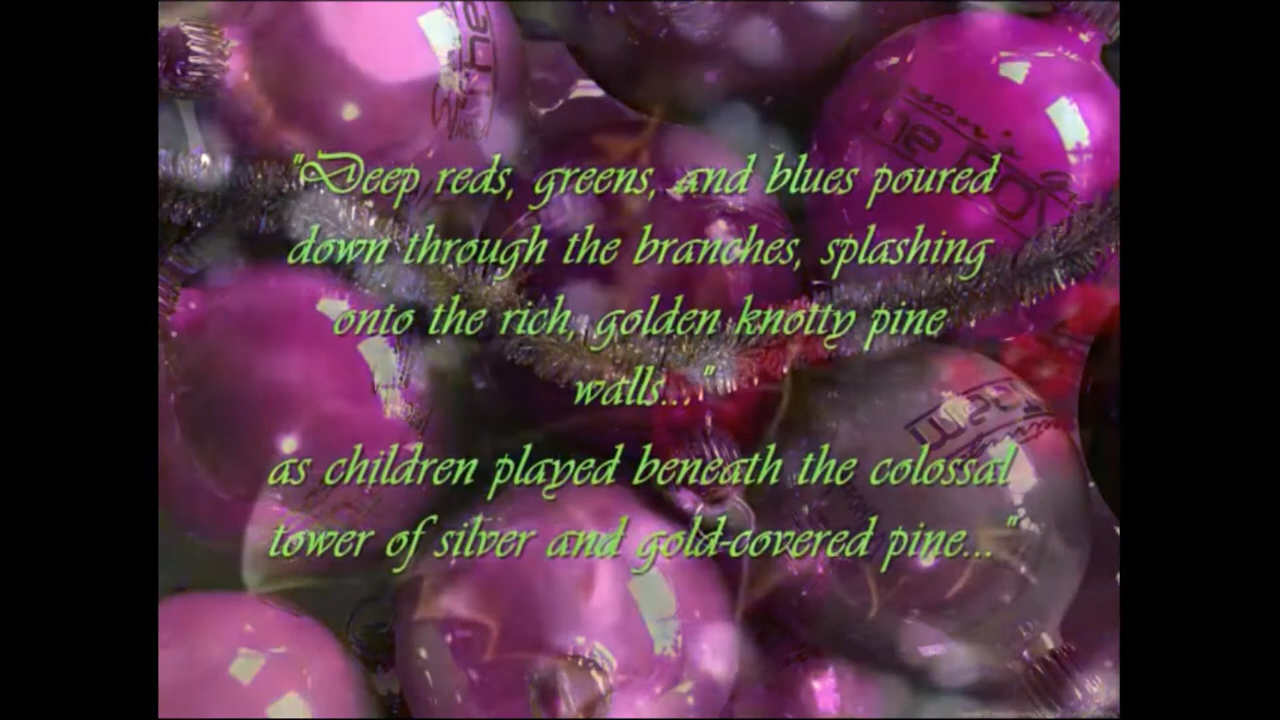 "Deep reds, greens, and blues poured
down through the branches, splashing
onto the rich, golden knotty pine
walls..."
as children played beneath the colossal
tower of silver and gold-covered pine..."